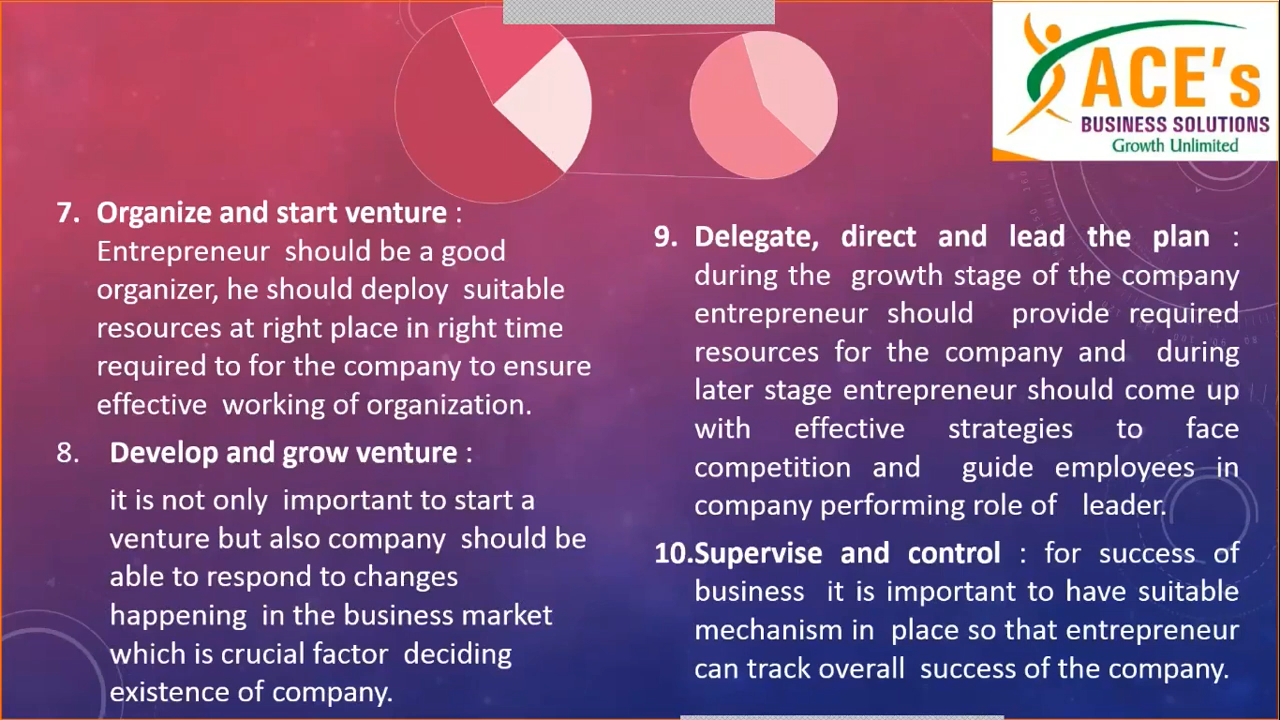 ACE's
BUSINESS SOLUTIONS
Growth Unlimited
7. Organize and start venture :
Entrepreneur should be a good
organizer, he should deploy suitable
resources at right place in right time
required to for the company to ensure
effective working of organization.
8. Develop and grow venture :
it is not only important to start a
venture but also company should be
able to respond to changes
happening in the business market
which is crucial factor deciding
existence of company.
9. Delegate, direct and lead the plan :
during the growth stage of the company
entrepreneur should provide required
resources for the company and during
later stage entrepreneur should come up
with effective strategies to face
competition and guide employees in
company performing role of leader.
10.Supervise and control : for success of
business it is important to have suitable
mechanism in place so that entrepreneur
can track overall success of the company.